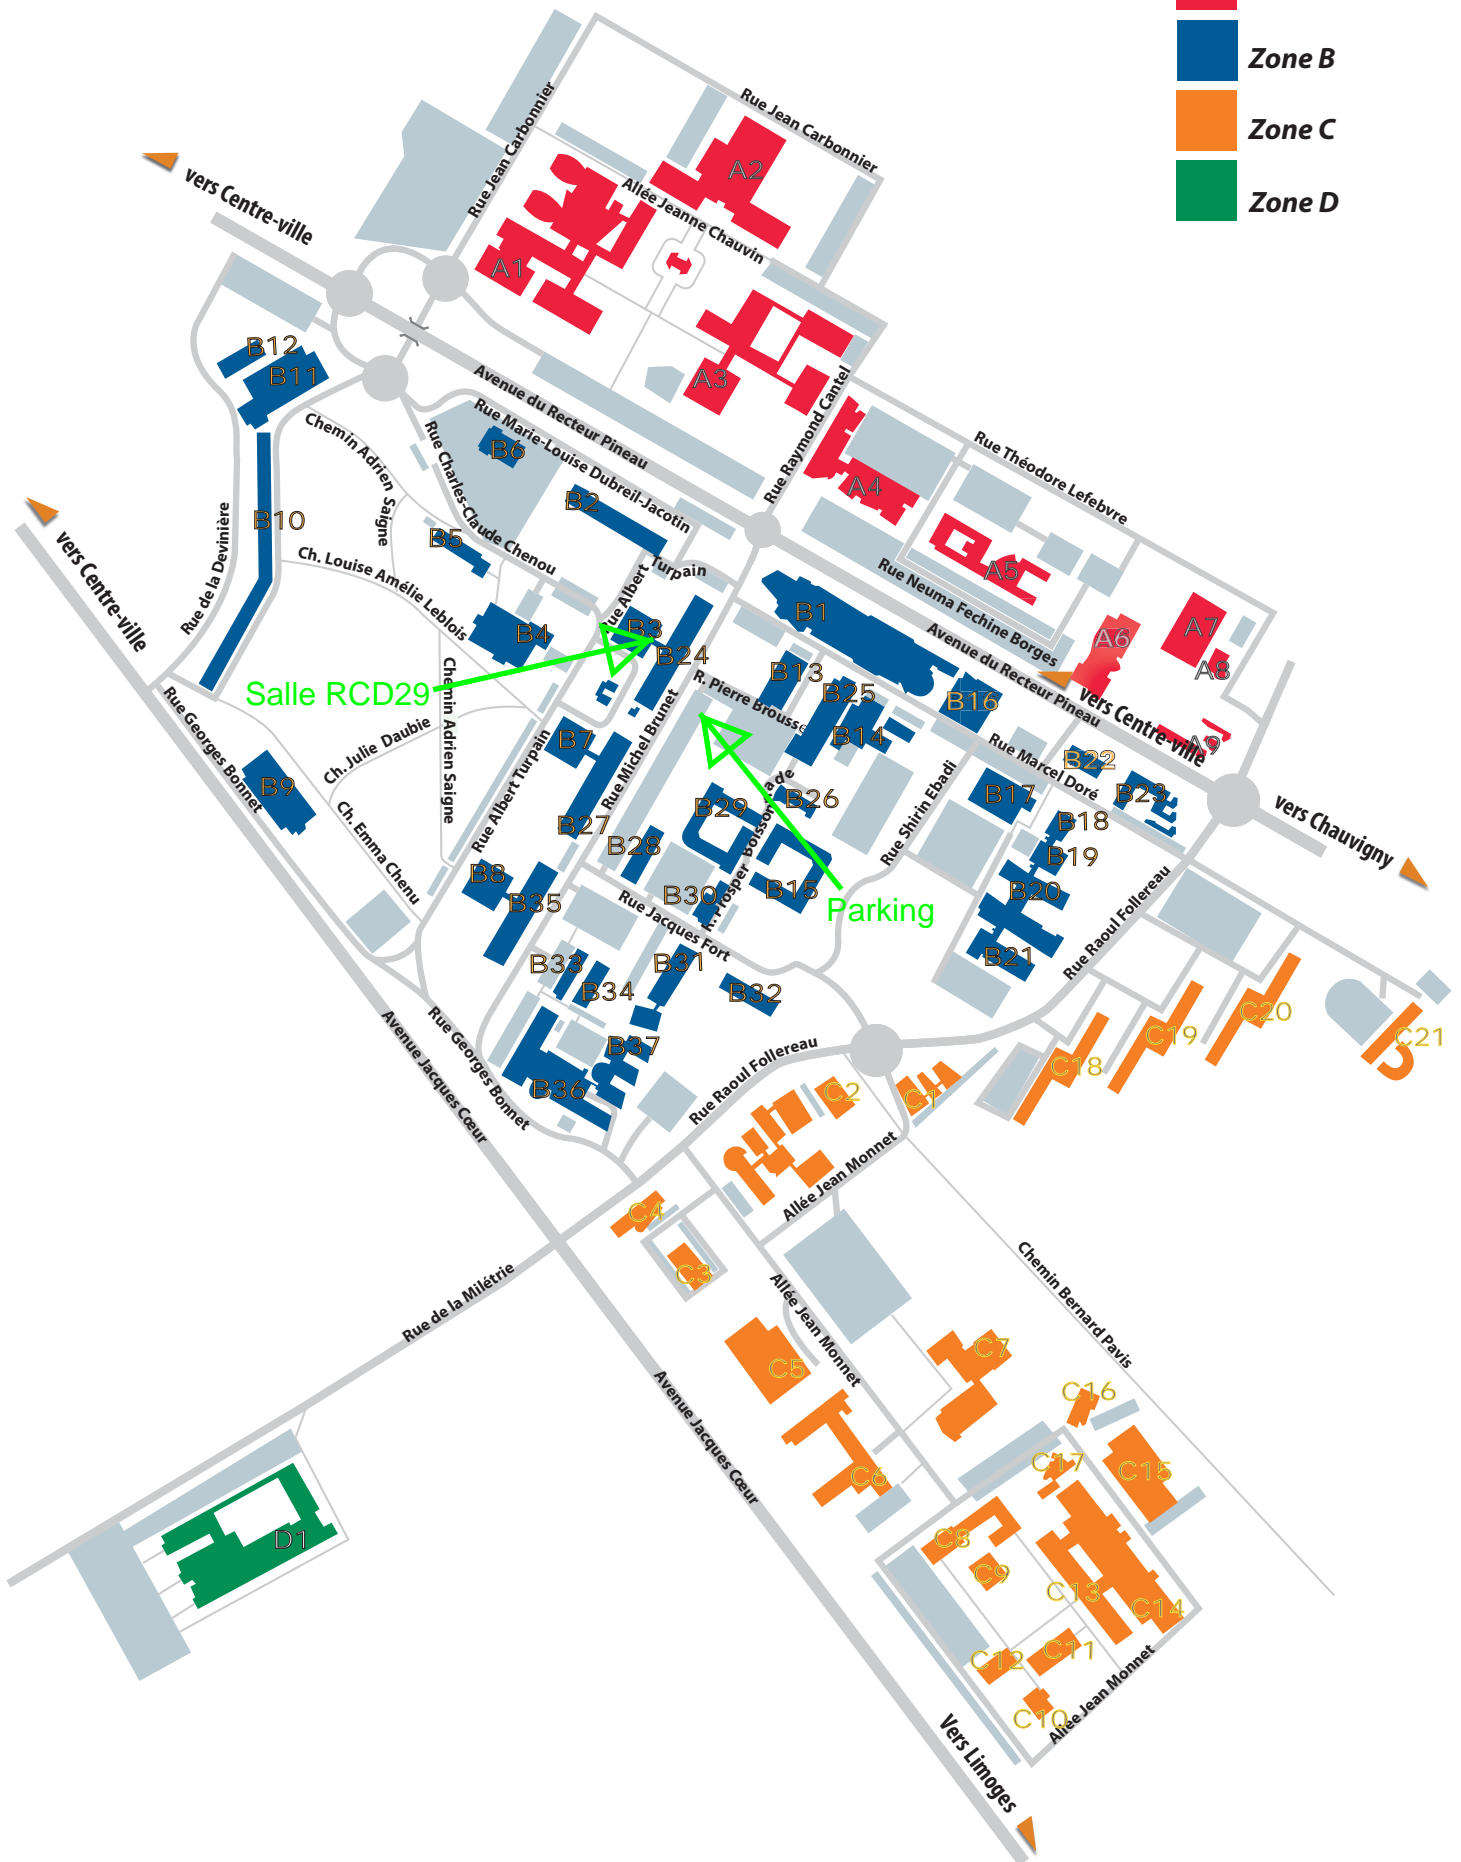 Zone B
Zone C
Zone D
Rue Jean Carbonnier
Rue Jean Carbonnier
A2
vers Centre-ville
Allée Jeanne Chauvin
A1
B12
B11
A3
Avenue du Recteur Pineau
Rue Raymond Cantel
Rue Marie-Louise Dubreil-Jacotin
Chemin Adrien Saigne
Rue Charles-Claude Chenou
B6
Rue Théodore Lefebvre
A4
B2
B10
B5
vers Centre-ville
Rue de la Devinière
Ch. Louise Amélie Leblois
Turpain
Rue Albert
A5
Rue Neuma Fechine Borges
B1
B4
B3
B24
A6
A7
A8
Avenue du Recteur Pineau
vers Centre-ville
Salle RCD29
B13
B25
B16
R. Pierre Brousse
B14
A9
Rue Georges Bonnet
Ch. Julie Daubie
Chemin Adrien Saigne
B7
Rue Michel Brunet
Rue Albert Turpain
Rue Marcel Doré
B22
B23
B9
B17
B26
B29
R. Prosper Boissonnade
Rue Shirin Ebadi
vers Chauvigny
Ch. Emma Chenu
B27
B28
B18
B19
B8
B35
B30
B15
B20
Parking
Rue Jacques Fort
Rue Raoul Follereau
B33
B34
B31
B32
B21
C20
C21
C19
C18
Avenue Jacques Cœur
Rue Georges Bonnet
B37
B36
Rue Raoul Follereau
C2
C1
Allée Jean Monnet
C4
C3
Rue de la Milétrie
Allée Jean Monnet
Chemin Bernard Pavis
C5
C7
Avenue Jacques Cœur
C16
C6
C17
C15
C8
C9
D1
C13
C14
C12
C11
C10
Allée Jean Monnet
Vers Limoges